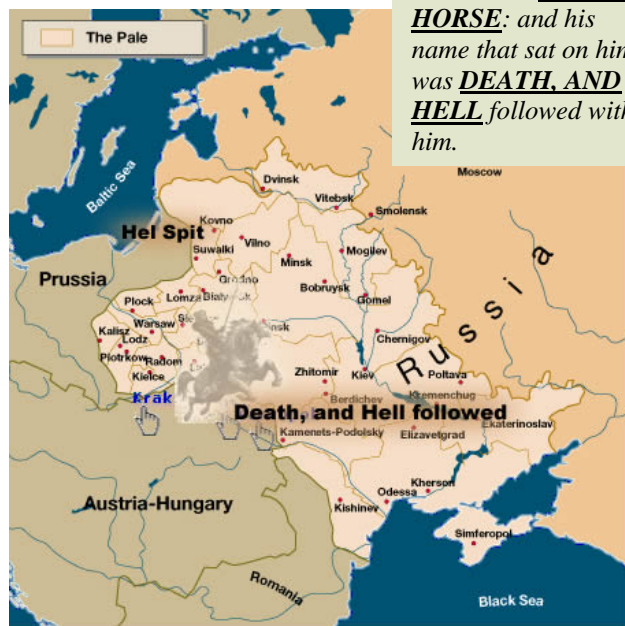 HORSE: and his
name that sat on him
was DEATH, AND
HELL followed with
him.
The Pale
Moscow
Baltic Sea
Dvinsk
Vitebsk
Smolensk
Kovno
Hel Spit
Vilno
Suwalki
Mogilev
Minsk
Prussia
Grodno
Bobruysk
Russia
Plock
Lomza
Gomel
Warsaw
Kalisz
Lodz
Chernigov
Piotrkow
Radom
Kielce
Zhitomir
Kiev
Poltava
Krak
Berdichev
Kremenchug
Death, and Hell followed
Ekaterinoslav
Kamenets-Podolsky
Elizavetgrad
Austria-Hungary
Kherson
Odessa
Kishinev
Simferopol
Romania
Black Sea